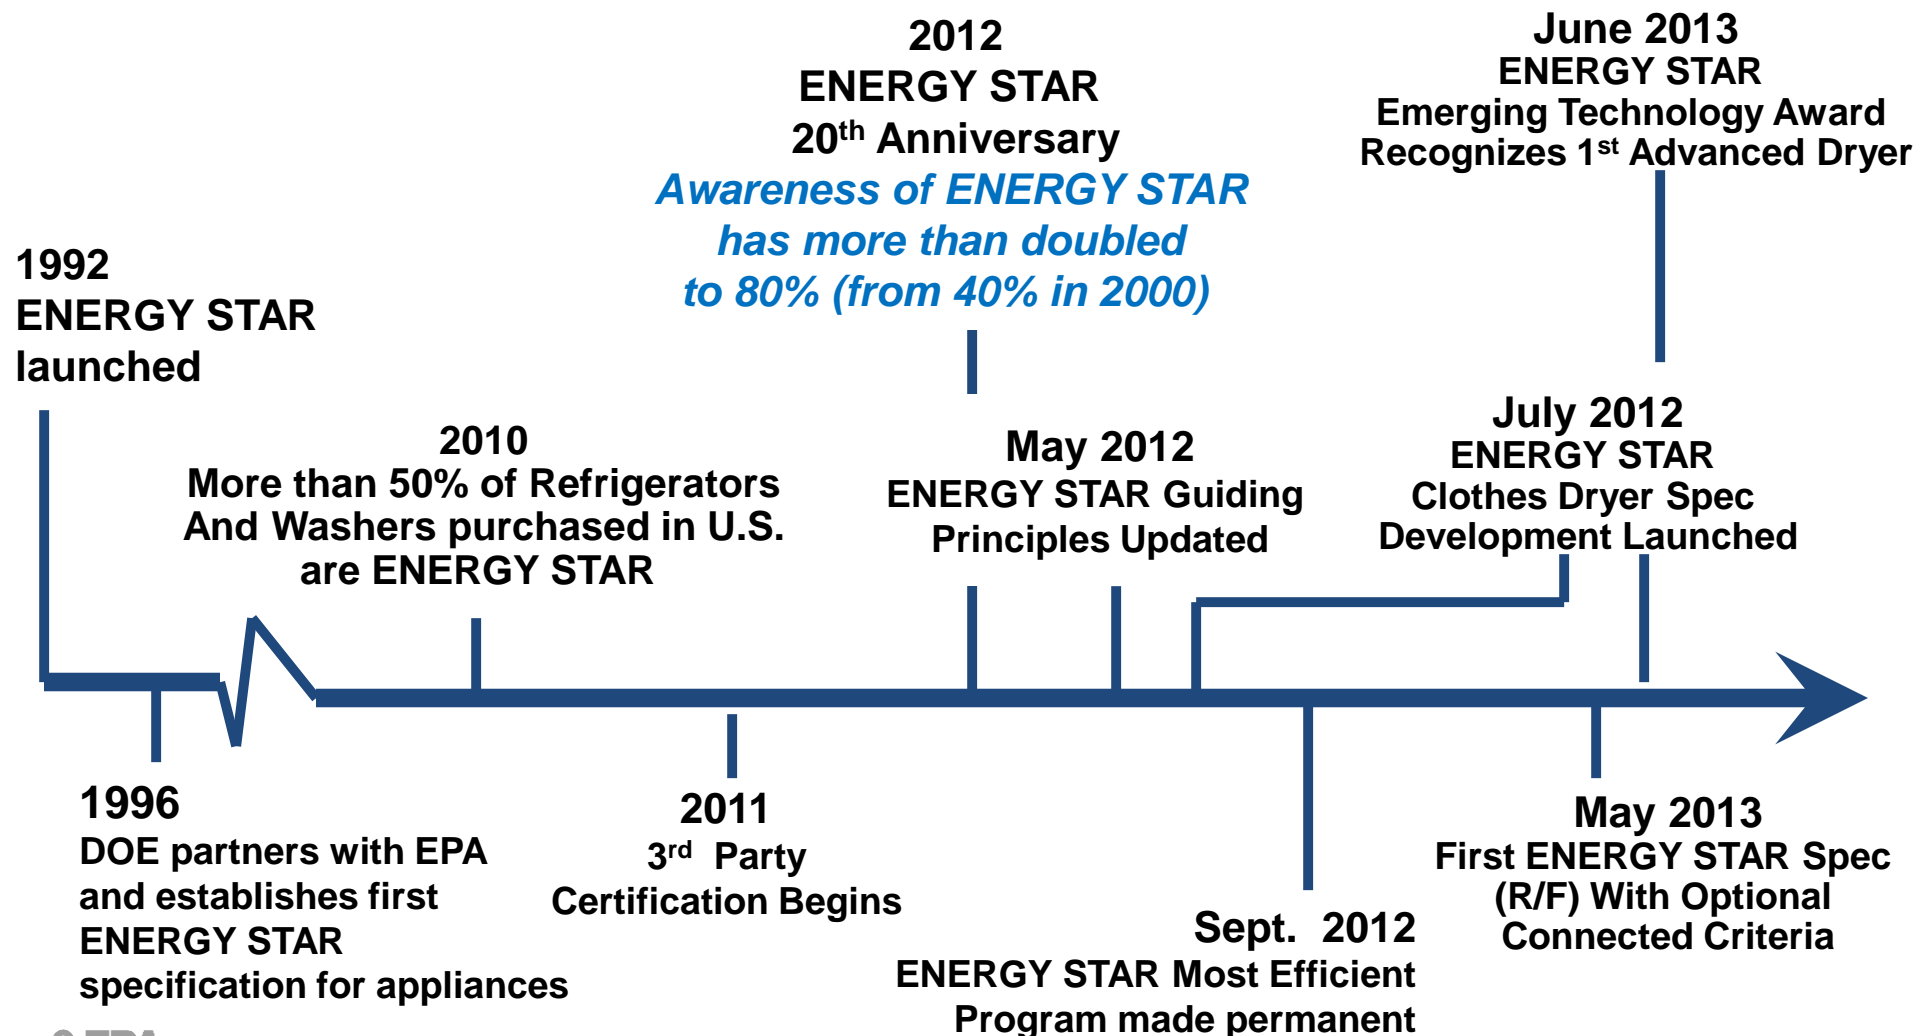 1992
ENERGY STAR
launched
1996
DOE partners with EPA
and establishes first
ENERGY STAR
specification for appliances
2010
More than 50% of Refrigerators
And Washers purchased in U.S.
are ENERGY STAR
2011
3rd Party
Certification Begins
2012
ENERGY STAR
20th Anniversary
Awareness of ENERGY STAR
has more than doubled
to 80% (from 40% in 2000)
May 2012
ENERGY STAR Guiding
Principles Updated
July 2012
ENERGY STAR
Clothes Dryer Spec
Development Launched
Sept. 2012
ENERGY STAR Most Efficient
Program made permanent
May 2013
First ENERGY STAR Spec
(R/F) With Optional
Connected Criteria
June 2013
ENERGY STAR
Emerging Technology Award
Recognizes 1st Advanced Dryer
EPA